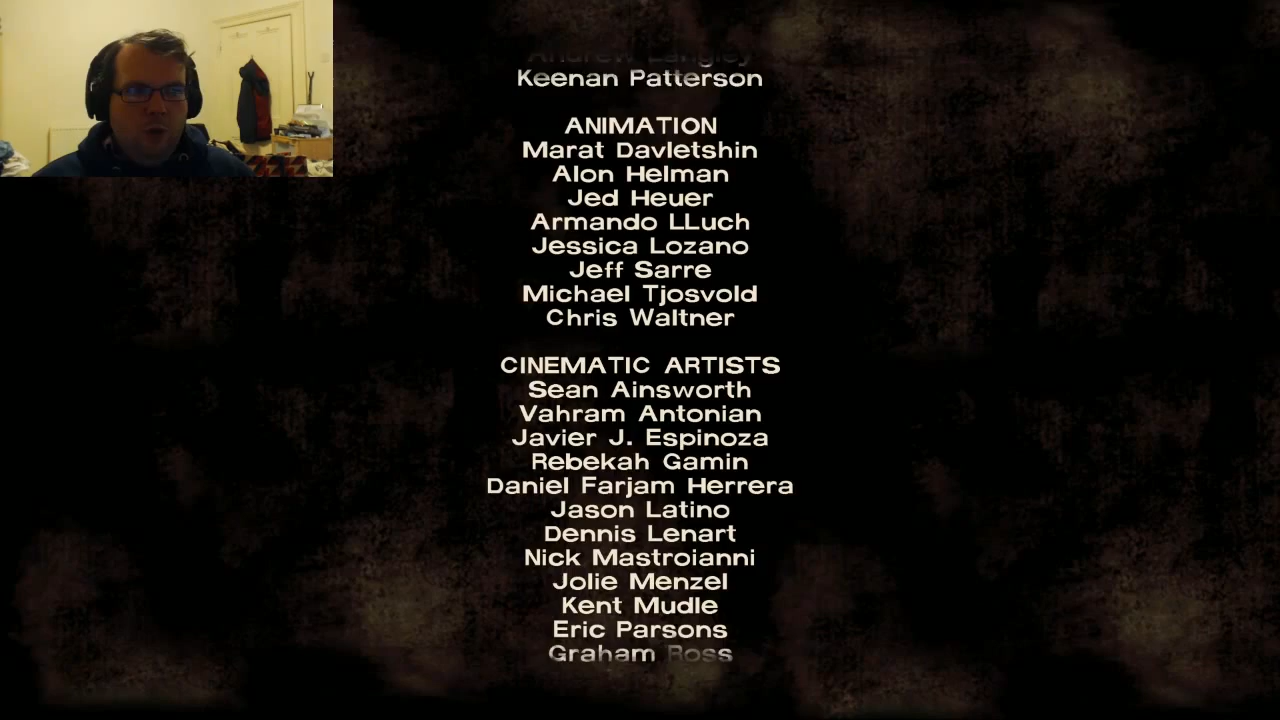 Keenan Patterson
ANIMATION
Marat Davletshin
Alon Helman
Jed Heuer
Armando LLuch
Jessica Lozano
Jeff Sarre
Michael Tjosvold
Chris Waltner
CINEMATIC ARTISTS
Sean Ainsworth
Vahram Antonian
Javier J. Espinoza
Rebekah Gamin
Daniel Farjam Herrera
Jason Latino
Dennis Lenart
Nick Mastroianni
Jolie Menzel
Kent Mudle
Eric Parsons
Graham Ross